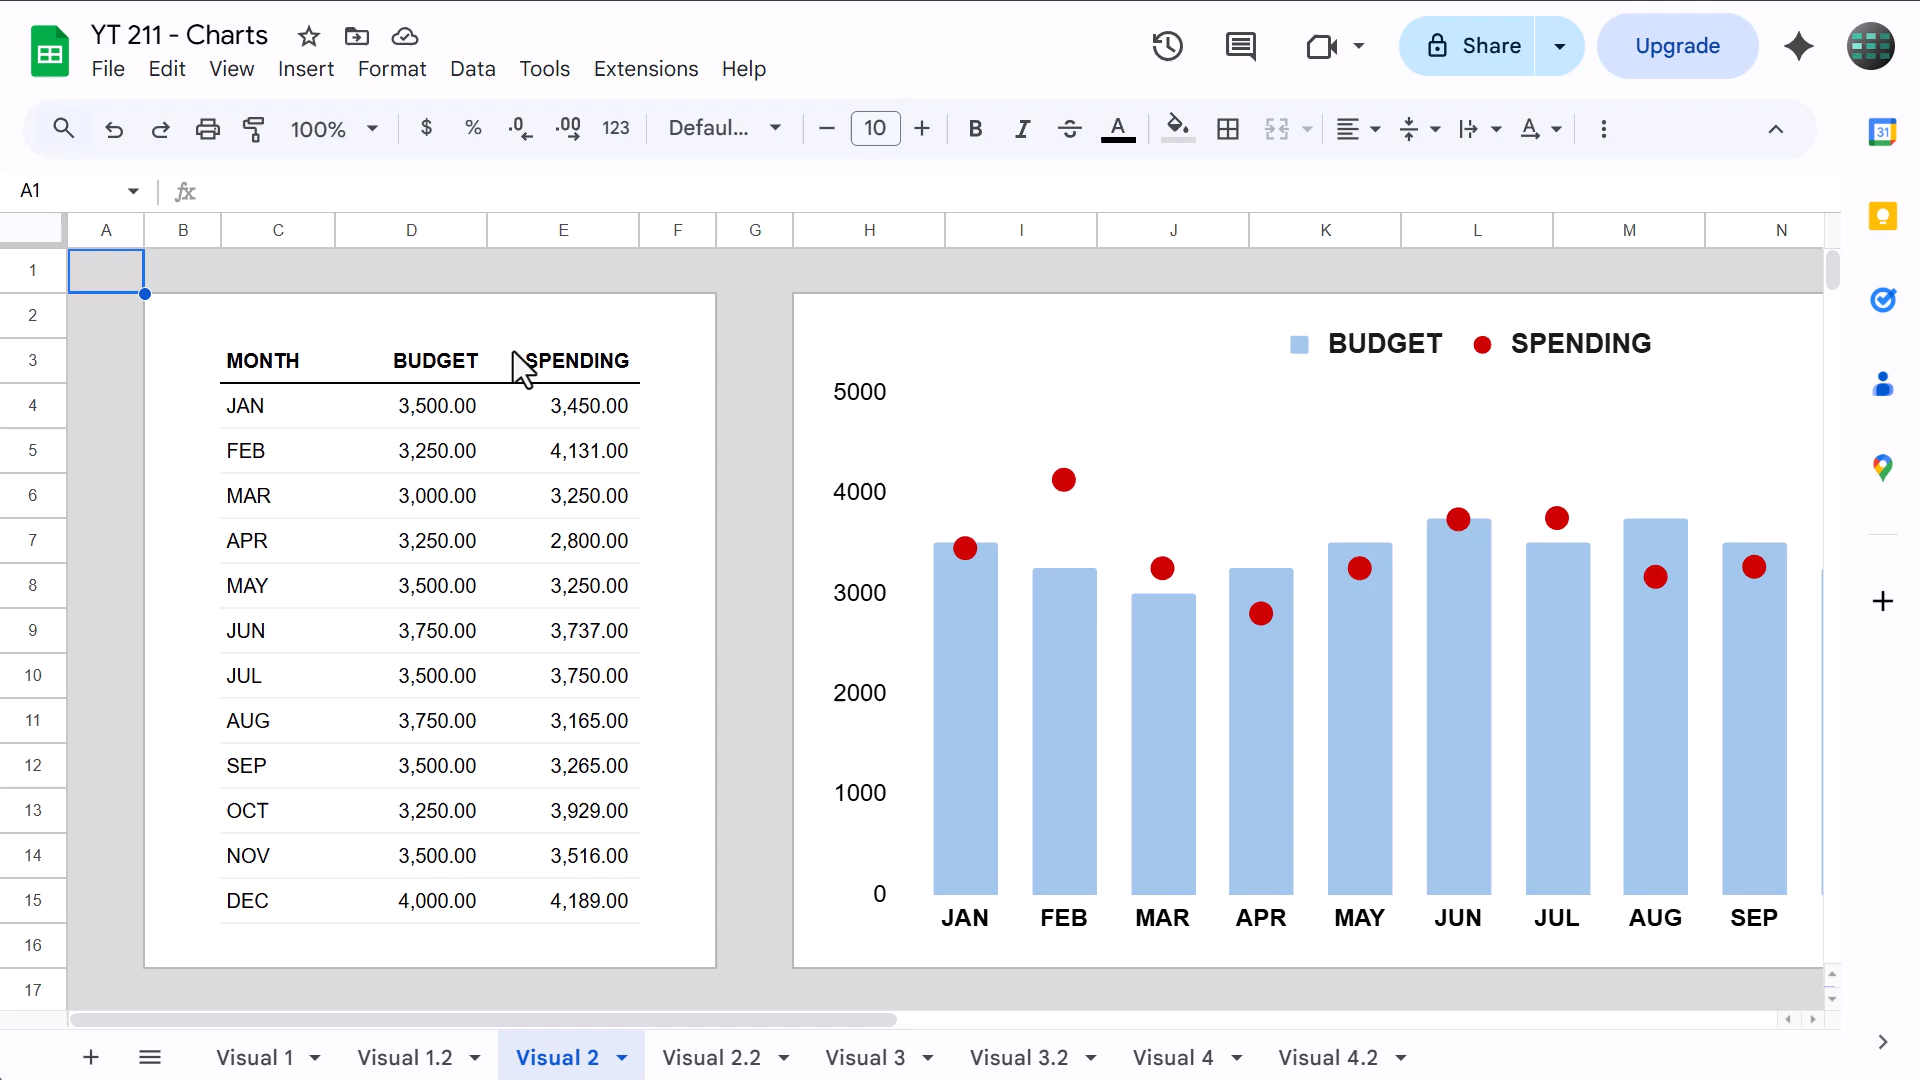 YT 211 - Charts
File Edit View Insert Format Data Tools Extensions Help
Share
Upgrade
100% $ % .0 .00 123 Defaul... 10 B I S A A
31
A1 fx
A B C D E F G H I J K L M N
1
2
3 MONTH BUDGET SPENDING
4 JAN 3,500.00 3,450.00
5 FEB 3,250.00 4,131.00
6 MAR 3,000.00 3,250.00
7 APR 3,250.00 2,800.00
8 MAY 3,500.00 3,250.00
9 JUN 3,750.00 3,737.00
10 JUL 3,500.00 3,750.00
11 AUG 3,750.00 3,165.00
12 SEP 3,500.00 3,265.00
13 OCT 3,250.00 3,929.00
14 NOV 3,500.00 3,516.00
15 DEC 4,000.00 4,189.00
16
17
BUDGET SPENDING
5000
4000
3000
2000
1000
0
JAN FEB MAR APR MAY JUN JUL AUG SEP
Visual 1 Visual 1.2 Visual 2 Visual 2.2 Visual 3 Visual 3.2 Visual 4 Visual 4.2